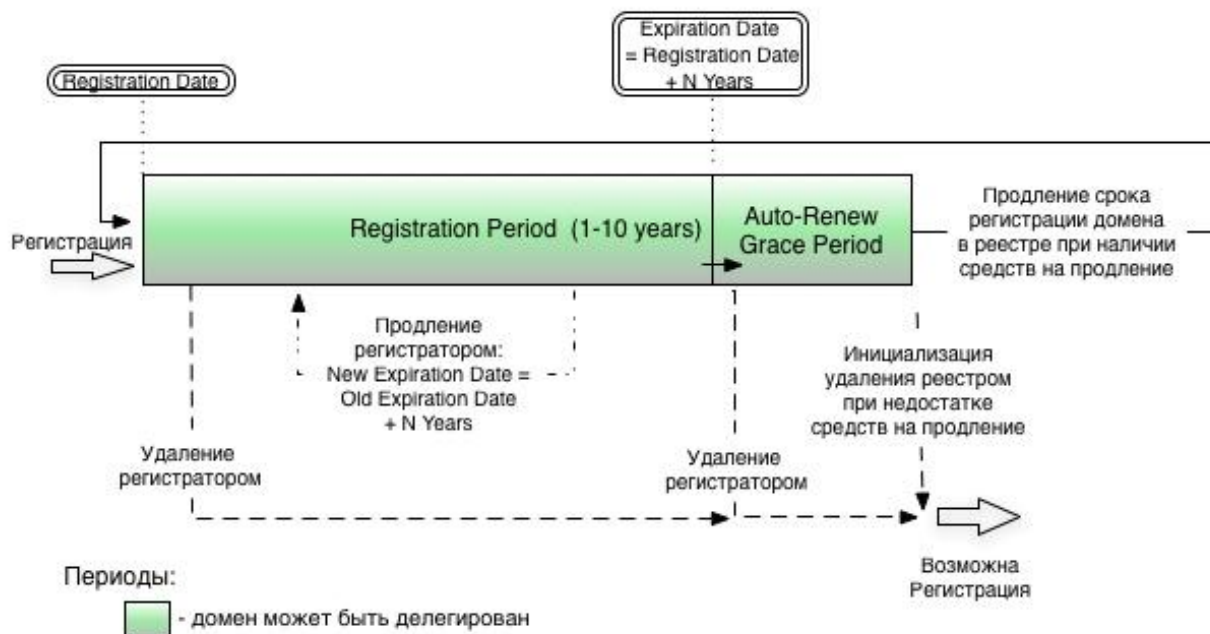 Expiration Date
= Registration Date
+ N Years
Registration Date
Регистрация
Registration Period (1-10 years)
Auto-Renew
Grace Period
Продление срока
регистрации домена
в реестре при наличии
средств на продление
Продление
регистратором:
New Expiration Date =
Old Expiration Date
+ N Years
Инициализация
удаления реестром
при недостатке
средств на продление
Удаление
регистратором
Удаление
регистратором
Возможна
Регистрация
Периоды:
- домен может быть делегирован